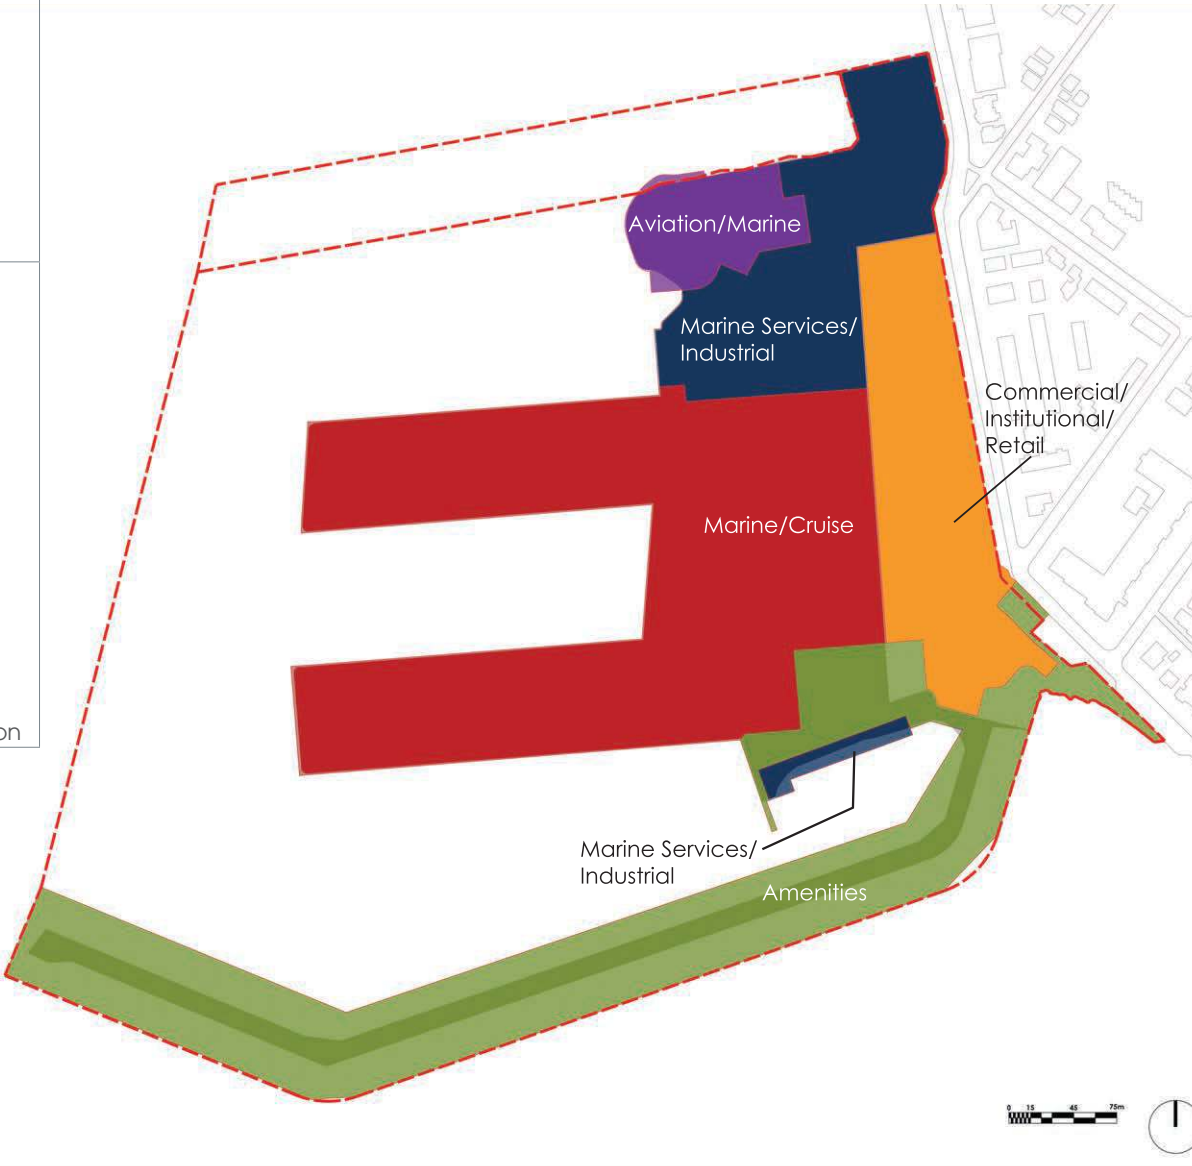 Aviation/Marine
Marine Services/
Industrial
Commercial/
Institutional/
Retail
Marine/Cruise
on
Marine Services/
Industrial
Amenities
0 15 45 75m